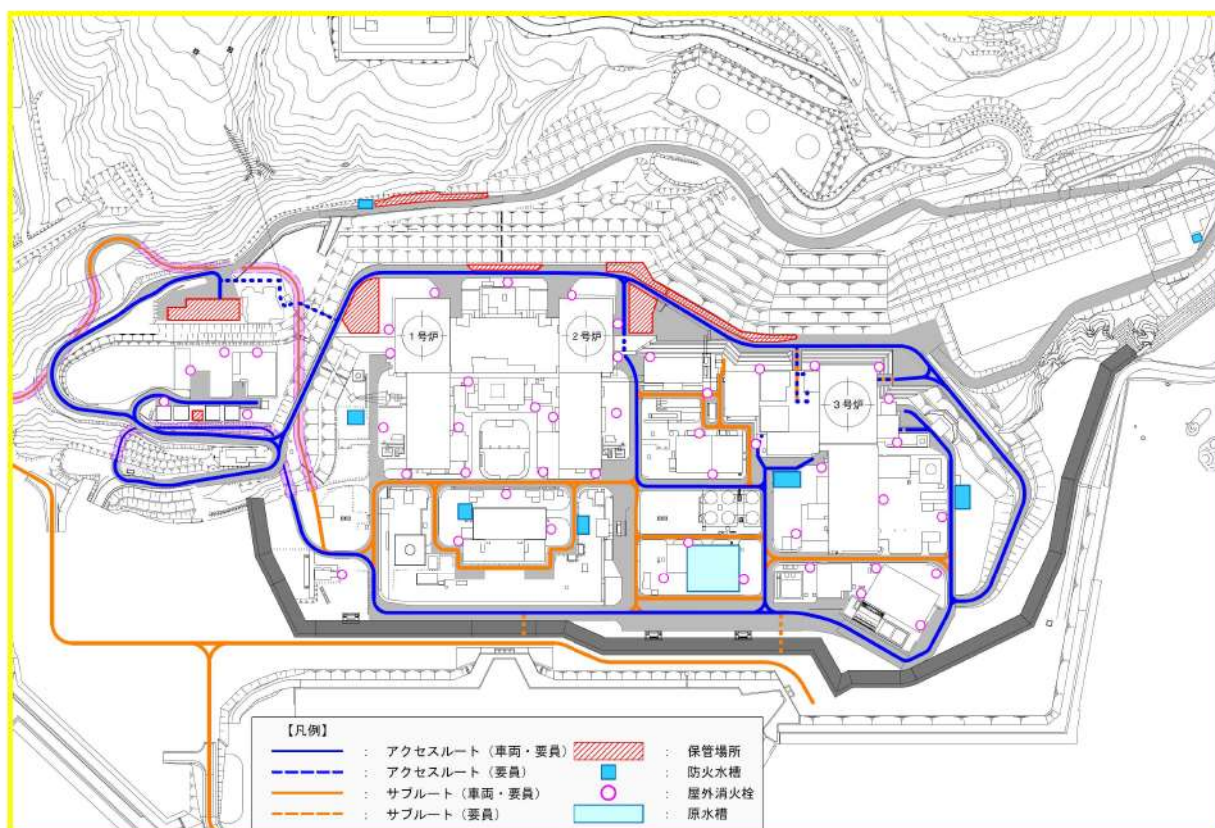 1号炉
2号炉
3号炉
【凡例】
： アクセスルート（車両・要員） ： 保管場所
： アクセスルート（要員） ： 防火水槽
： サブルート（車両・要員） ： 屋外消火栓
： サブルート（要員） ： 原水槽